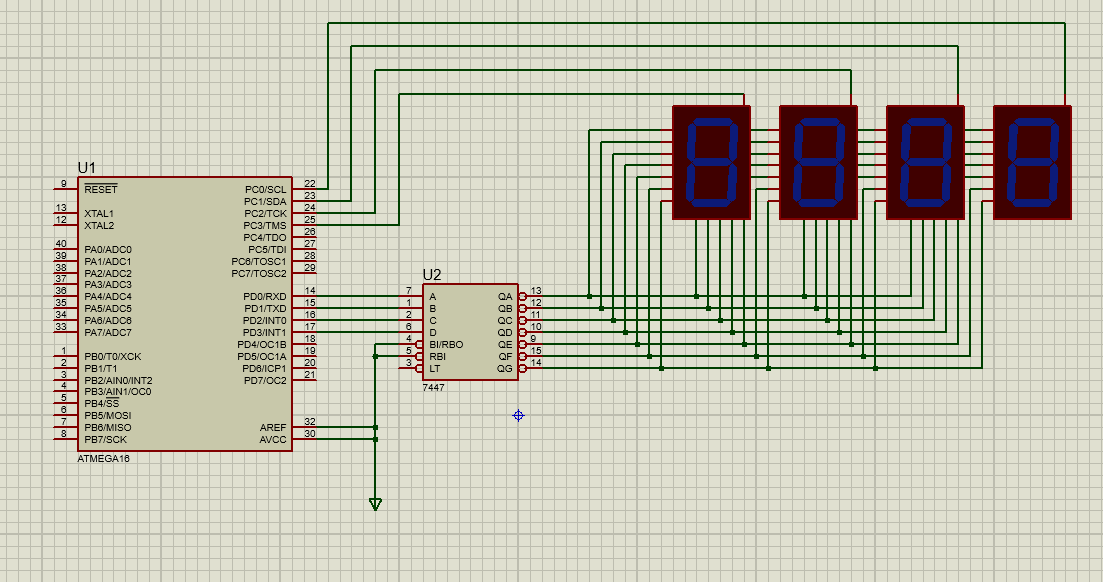 U1
9 RESET
13 XTAL1
12 XTAL2
40 PA0/ADC0
39 PA1/ADC1
38 PA2/ADC2
37 PA3/ADC3
36 PA4/ADC4
35 PA5/ADC5
34 PA6/ADC6
33 PA7/ADC7
1 PB0/T0/XCK
2 PB1/T1
3 PB2/AIN0/INT2
4 PB3/AIN1/OC0
5 PB4/SS
6 PB5/MOSI
7 PB6/MISO
8 PB7/SCK
PC0/SCL 22
PC1/SDA 23
PC2/TCK 24
PC3/TMS 25
PC4/TDO 26
PC5/TDI 27
PC6/TOSC1 28
PC7/TOSC2 29
PD0/RXD 14
PD1/TXD 15
PD2/INT0 16
PD3/INT1 17
PD4/OC1B 18
PD5/OC1A 19
PD6/ICP1 20
PD7/OC2 21
AREF 32
AVCC 30
ATMEGA16
U2
7 A
1 B
2 C
6 D
4 BI/RBO
5 RBI
3 LT
QA 13
QB 12
QC 11
QD 10
QE 9
QF 15
QG 14
7447